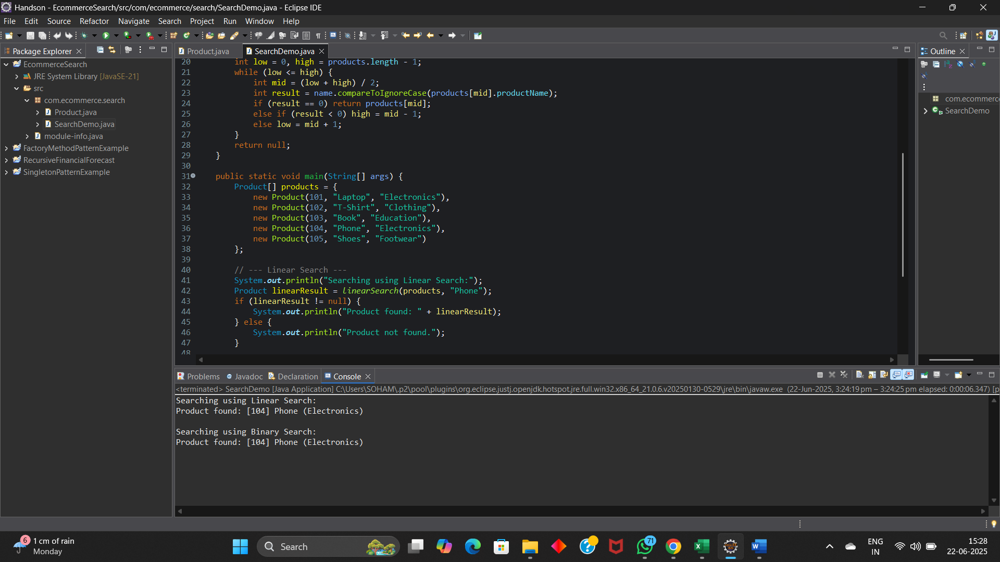 Handson - EcommerceSearch/src/com/ecommerce/search/SearchDemo.java - Eclipse IDE
File Edit Source Refactor Navigate Search Project Run Window Help
Package Explorer
EcommerceSearch
JRE System Library [JavaSE-21]
src
com.ecommerce.search
Product.java
SearchDemo.java
module-info.java
FactoryMethodPatternExample
RecursiveFinancialForecast
SingletonPatternExample
Product.java SearchDemo.java
20 int low = 0, high = products.length - 1;
21 while (low <= high) {
22 int mid = (low + high) / 2;
23 int result = name.compareToIgnoreCase(products[mid].productName);
24 if (result == 0) return products[mid];
25 else if (result < 0) high = mid - 1;
26 else low = mid + 1;
27 }
28 return null;
29 }
30
31 public static void main(String[] args) {
32 Product[] products = {
33 new Product(101, "Laptop", "Electronics"),
34 new Product(102, "T-Shirt", "Clothing"),
35 new Product(103, "Book", "Education"),
36 new Product(104, "Phone", "Electronics"),
37 new Product(105, "Shoes", "Footwear")
38 };
39
40 // --- Linear Search ---
41 System.out.println("Searching using Linear Search:");
42 Product linearResult = linearSearch(products, "Phone");
43 if (linearResult != null) {
44 System.out.println("Product found: " + linearResult);
45 } else {
46 System.out.println("Product not found.");
47 }
48
Outline
com.ecommerc
SearchDemo
Problems Javadoc Declaration Console
<terminated> SearchDemo [Java Application] C:\Users\SOHAM\.p2\pool\plugins\org.eclipse.justj.openjdk.hotspot.jre.full.win32.x86_64_21.0.6.v20250130-0529\jre\bin\javaw.exe (22-Jun-2025, 3:24:19 pm – 3:24:25 pm elapsed: 0:00:06.347) [p
Searching using Linear Search:
Product found: [104] Phone (Electronics)
Searching using Binary Search:
Product found: [104] Phone (Electronics)
6
1 cm of rain
Monday
Search
71
ENG
IN
15:28
22-06-2025